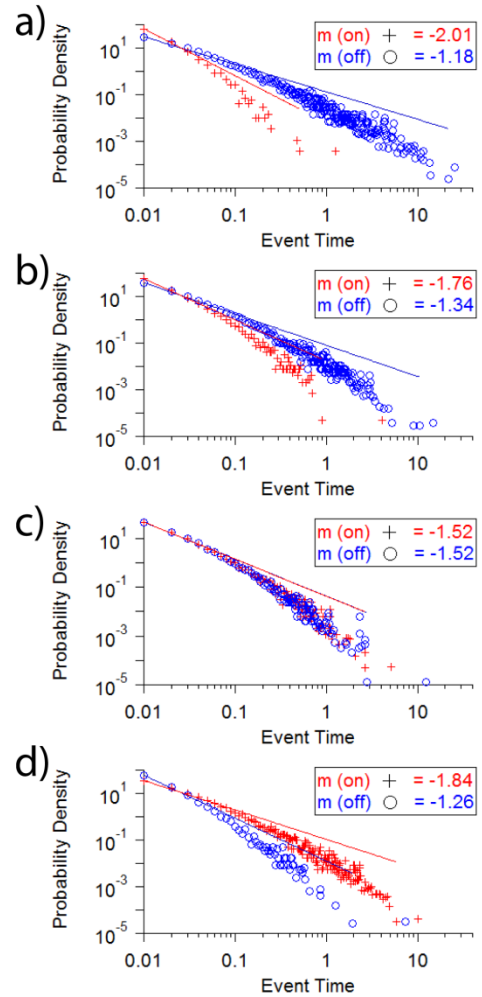 a)
Probability Density
10^1
10^-1
10^-3
10^-5
m (on) + = -2.01
m (off) ○ = -1.18
0.01 0.1 1 10
Event Time
b)
Probability Density
10^1
10^-1
10^-3
10^-5
m (on) + = -1.76
m (off) ○ = -1.34
0.01 0.1 1 10
Event Time
c)
Probability Density
10^1
10^-1
10^-3
10^-5
m (on) + = -1.52
m (off) ○ = -1.52
0.01 0.1 1 10
Event Time
d)
Probability Density
10^1
10^-1
10^-3
10^-5
m (on) + = -1.84
m (off) ○ = -1.26
0.01 0.1 1 10
Event Time